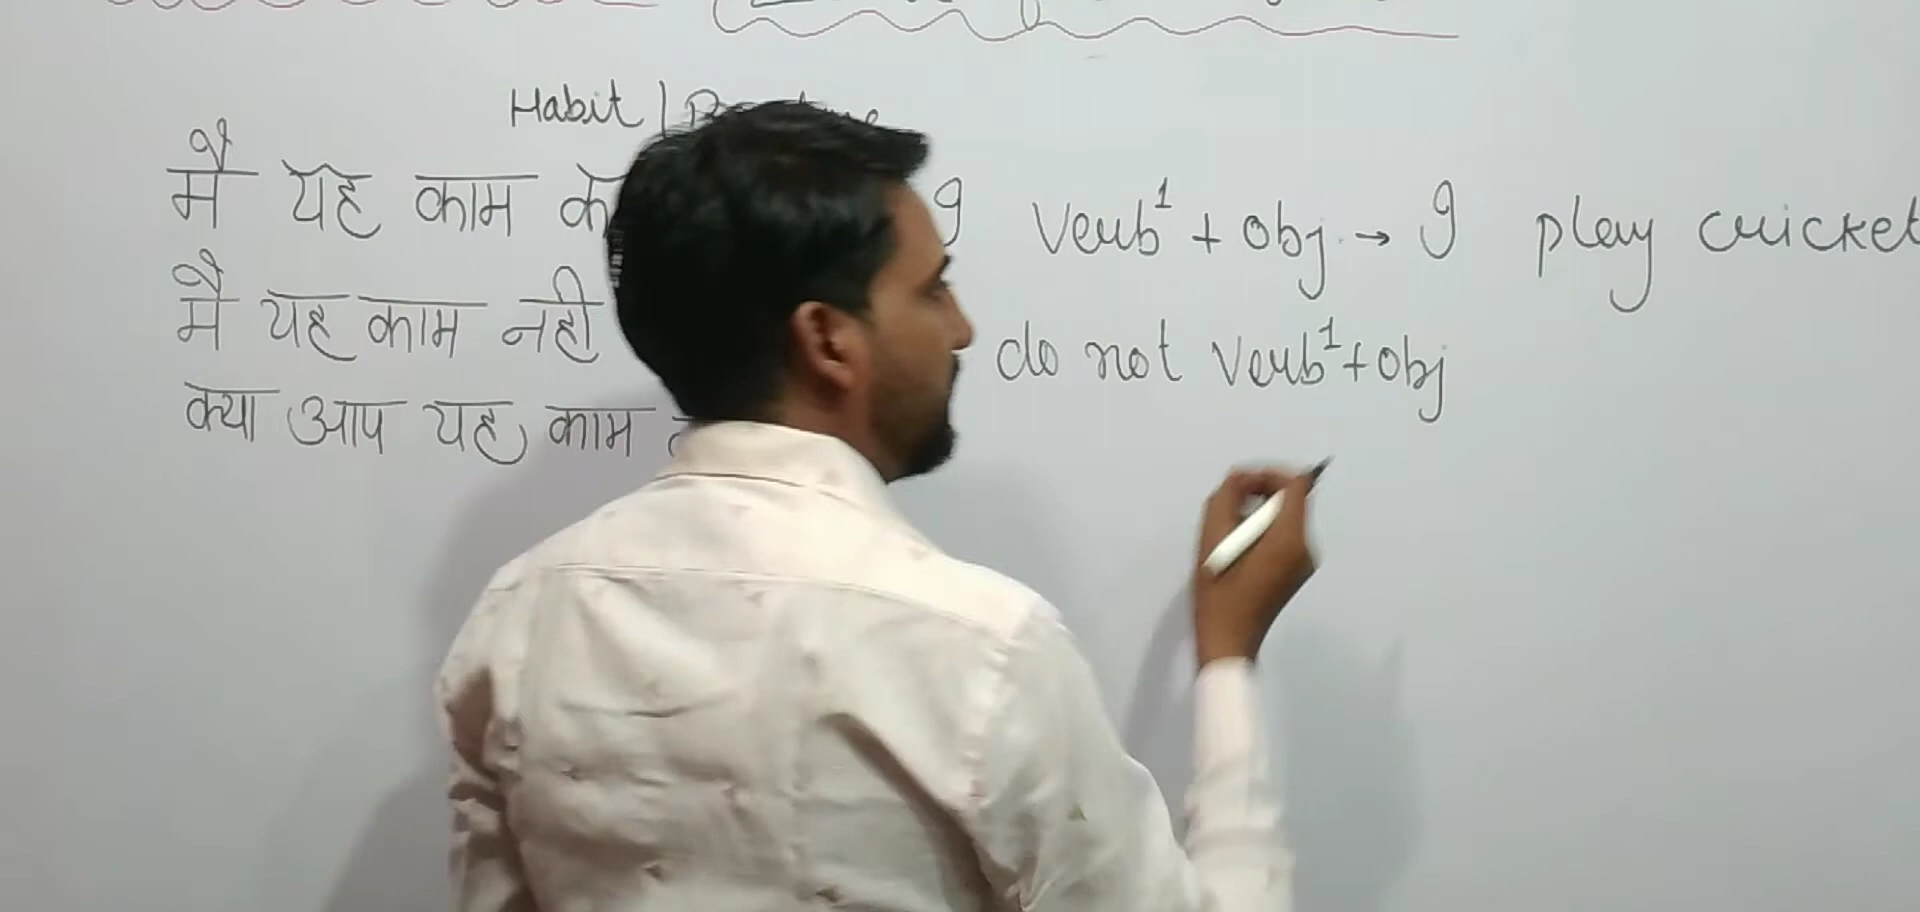 Habit |
मै यह काम I Verb¹ + obj. → I play cricket
मै यह काम नही do not Verb¹ + obj
क्या आप यह काम